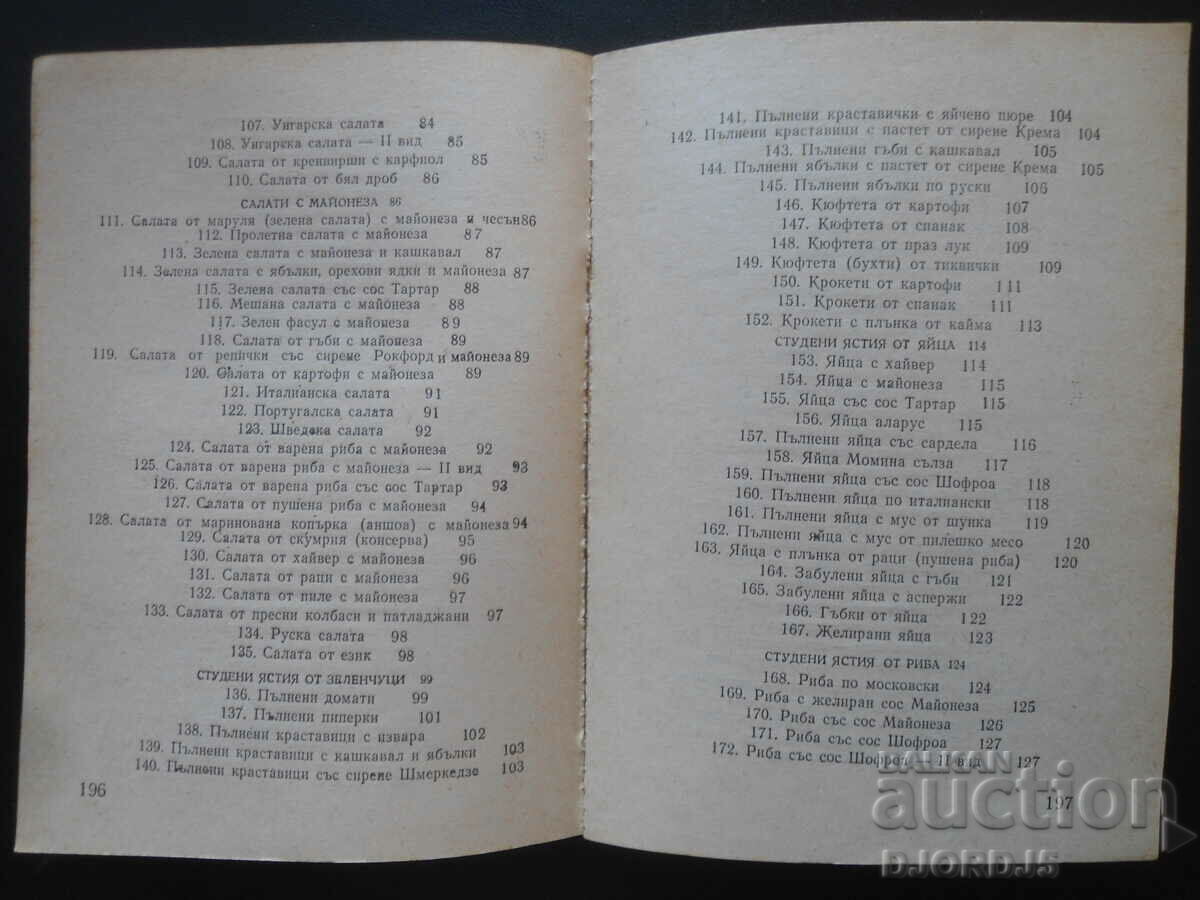 107. Унгарска салата 84
108. Унгарска салата — II вид 85
109. Салата от кренвирши с карфиол 85
110. Салата от бял дроб 86
САЛАТИ С МАЙОНЕЗА 86
111. Салата от маруля (зелена салата) с майонеза и чесън 86
112. Пролетна салата с майонеза 87
113. Зелена салата с майонеза и кашкавал 87
114. Зелена салата с ябълки, орехови ядки и майонеза 87
115. Зелена салата със сос Тартар 88
116. Мешана салата с майонеза 88
117. Зелен фасул с майонеза 89
118. Салата от гъби с майонеза 89
119. Салата от репички със сирене Рокфорд и майонеза 89
120. Салата от картофи с майонеза 89
121. Италианска салата 91
122. Португалска салата 91
123. Шведска салата 92
124. Салата от варена риба с майонеза 92
125. Салата от варена риба с майонеза — II вид 93
126. Салата от варена риба със сос Тартар 93
127. Салата от пушена риба с майонеза 94
128. Салата от маринована копърка (аншоа) с майонеза 94
129. Салата от скумрия (консерва) 95
130. Салата от хайвер с майонеза 96
131. Салата от раци с майонеза 96
132. Салата от пиле с майонеза 97
133. Салата от пресни колбаси и патладжани 97
134. Руска салата 98
135. Салата от език 98
СТУДЕНИ ЯСТИЯ ОТ ЗЕЛЕНЧУЦИ 99
136. Пълнени домати 99
137. Пълнени пиперки 101
138. Пълнени краставици с извара 102
139. Пълнени краставици с кашкавал и ябълки 103
140. Пълнени краставици със сирене Шмеркедзе 103
196
141. Пълнени краставички с яйчено пюре 104
142. Пълнени краставици с пастет от сирене Крема 104
143. Пълнени гъби с кашкавал 105
144. Пълнени ябълки с пастет от сирене Крема 105
145. Пълнени ябълки по руски 106
146. Кюфтета от картофи 107
147. Кюфтета от спанак 108
148. Кюфтета от праз лук 109
149. Кюфтета (бухти) от тиквички 109
150. Крокети от картофи 111
151. Крокети от спанак 111
152. Крокети с плънка от кайма 113
СТУДЕНИ ЯСТИЯ ОТ ЯЙЦА 114
153. Яйца с хайвер 114
154. Яйца с майонеза 115
155. Яйца със сос Тартар 115
156. Яйца аларус 115
157. Пълнени яйца със сардела 116
158. Яйца Момина сълза 117
159. Пълнени яйца със сос Шофроа 118
160. Пълнени яйца по италиански 118
161. Пълнени яйца с мус от шунка 119
162. Пълнени яйца с мус от пилешко месо 120
163. Яйца с плънка от раци (пушена риба) 120
164. Забулени яйца с гъби 121
165. Забулени яйца с аспержи 122
166. Гъбки от яйца 122
167. Желирани яйца 123
СТУДЕНИ ЯСТИЯ ОТ РИБА 124
168. Риба по московски 124
169. Риба с желиран сос Майонеза 125
170. Риба със сос Майонеза 126
171. Риба със сос Шофроа 127
172. Риба със сос Шофроа — II вид 127
197
BALKAN
auction
DJORDJ5